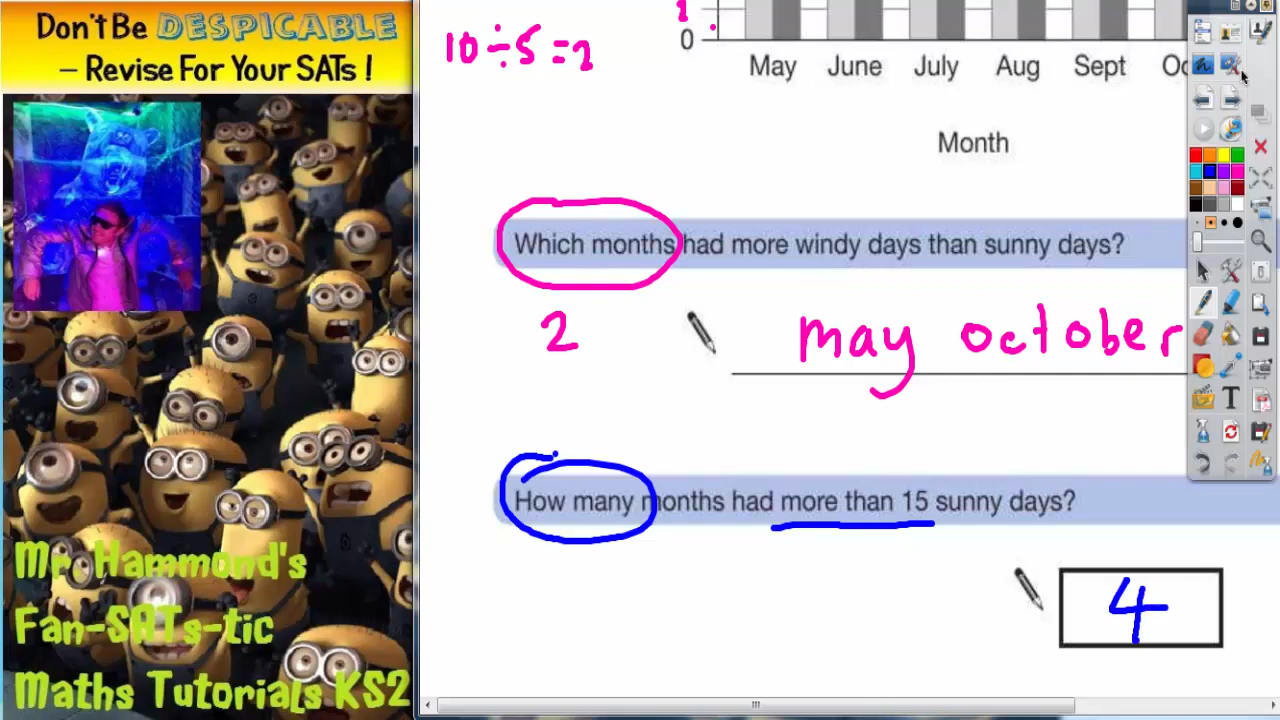 Don't Be DESPICABLE
– Revise For Your SATs !
Mr. Hammond's
Fan-SATs-tic
Maths Tutorials KS2
10÷5=2
0
May June July Aug Sept
Month
Which months had more windy days than sunny days?
2 may october
How many months had more than 15 sunny days?
4